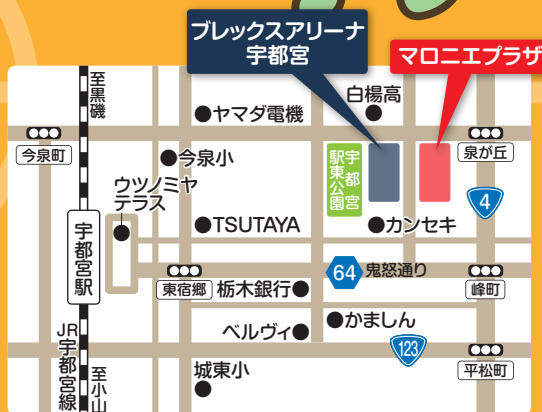 ブレックスアリーナ
宇都宮
マロニエプラザ
至黒磯
白楊高
●ヤマダ電機
今泉町
●今泉小
宇都宮
駅東公園
泉が丘
ウツノミヤ
テラス
4
宇都宮駅
●TSUTAYA
●カンセキ
64 鬼怒通り
東宿郷
栃木銀行●
峰町
●かましん
ベルヴィ●
JR宇都宮線
123
至小山
城東小
平松町